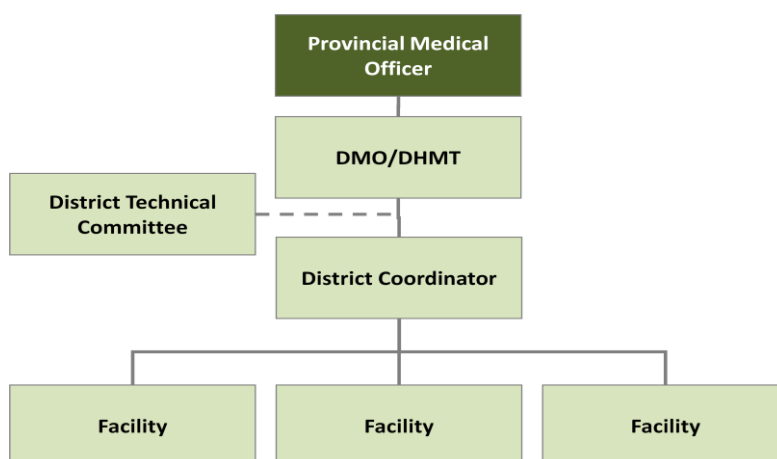 Provincial Medical
Officer
DMO/DHMT
District Technical
Committee
District Coordinator
Facility
Facility
Facility